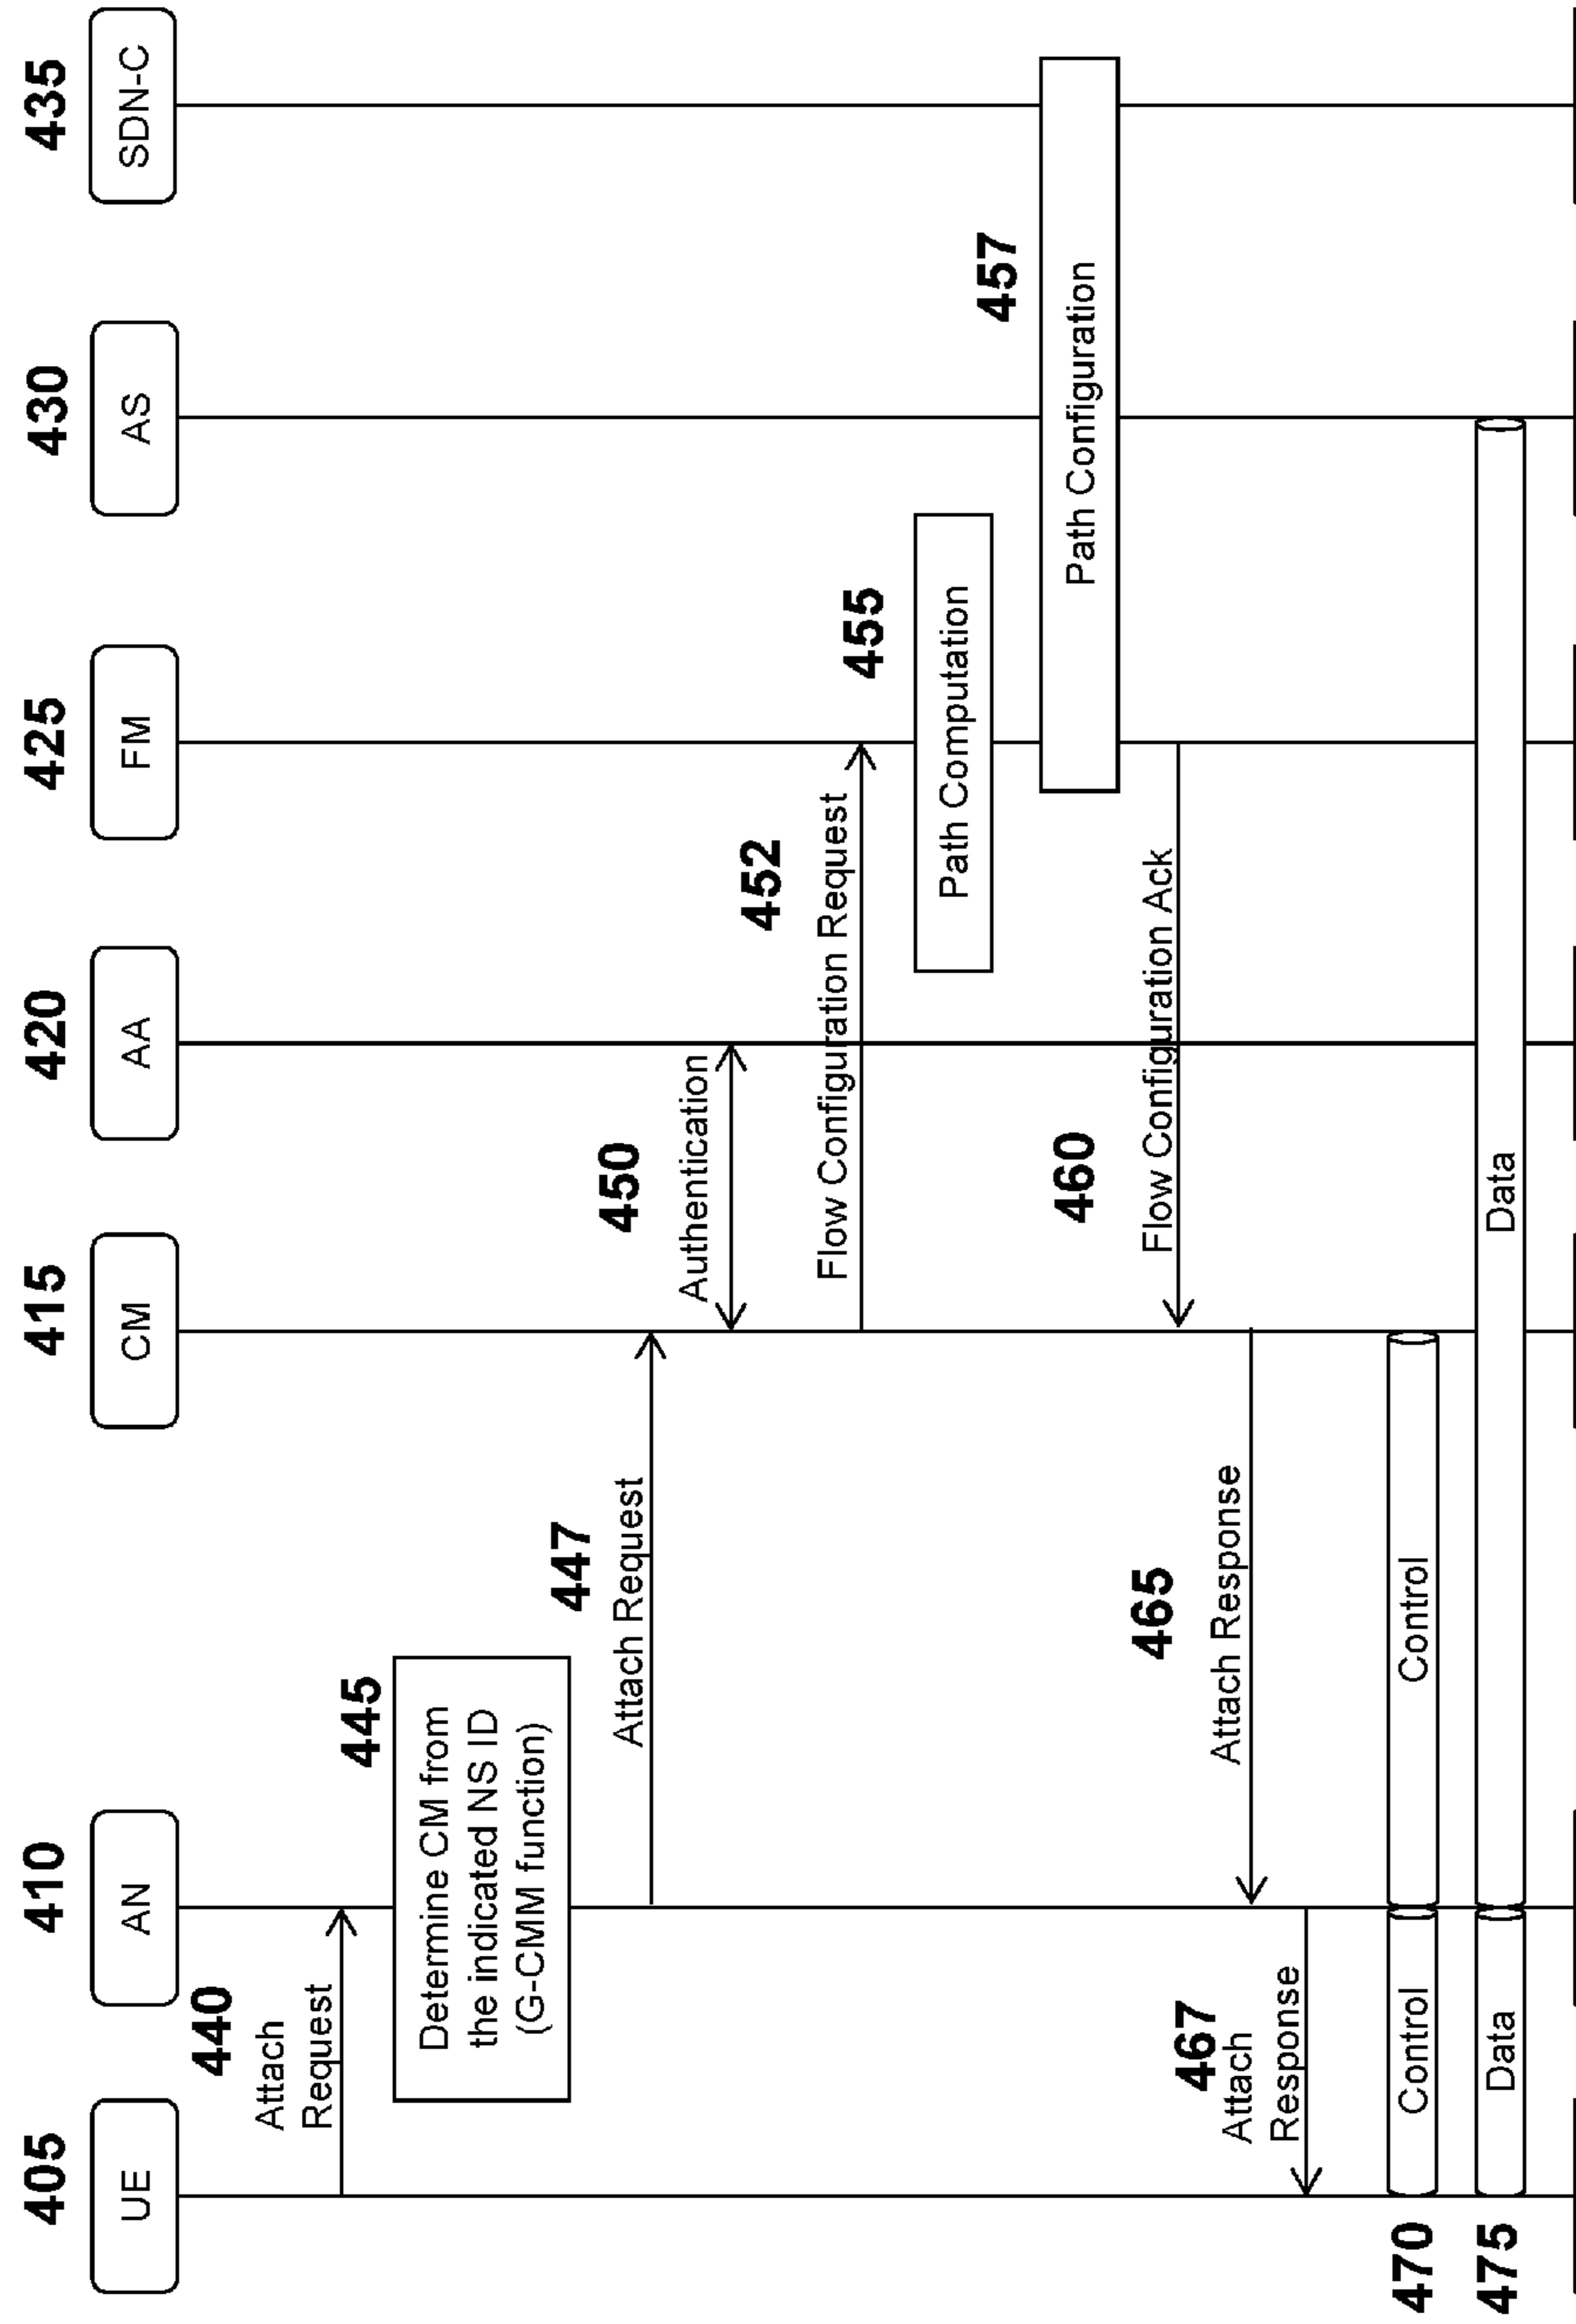 405
410
415
420
425
430
435
UE
AN
CM
AA
FM
AS
SDN-C
440
Attach
Request
445
Determine CM from
the indicated NS ID
(G-CMM function)
447
Attach Request
450
Authentication
452
Flow Configuration Request
455
Path Computation
457
Path Configuration
460
Flow Configuration Ack
465
Attach Response
467
Attach
Response
470
Control
Control
475
Data
Data